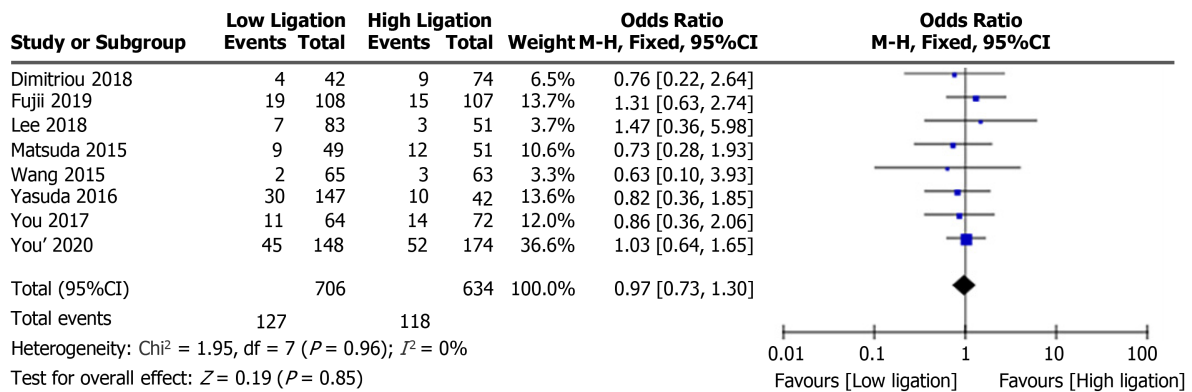 Low Ligation High Ligation Odds Ratio Odds Ratio
Study or Subgroup Events Total Events Total Weight M-H, Fixed, 95%CI M-H, Fixed, 95%CI
Dimitriou 2018 4 42 9 74 6.5% 0.76 [0.22, 2.64]
Fujii 2019 19 108 15 107 13.7% 1.31 [0.63, 2.74]
Lee 2018 7 83 3 51 3.7% 1.47 [0.36, 5.98]
Matsuda 2015 9 49 12 51 10.6% 0.73 [0.28, 1.93]
Wang 2015 2 65 3 63 3.3% 0.63 [0.10, 3.93]
Yasuda 2016 30 147 10 42 13.6% 0.82 [0.36, 1.85]
You 2017 11 64 14 72 12.0% 0.86 [0.36, 2.06]
You’ 2020 45 148 52 174 36.6% 1.03 [0.64, 1.65]
Total (95%CI) 706 634 100.0% 0.97 [0.73, 1.30]
Total events 127 118
Heterogeneity: Chi² = 1.95, df = 7 (P = 0.96); I² = 0%
Test for overall effect: Z = 0.19 (P = 0.85)
0.01 0.1 1 10 100
Favours [Low ligation] Favours [High ligation]